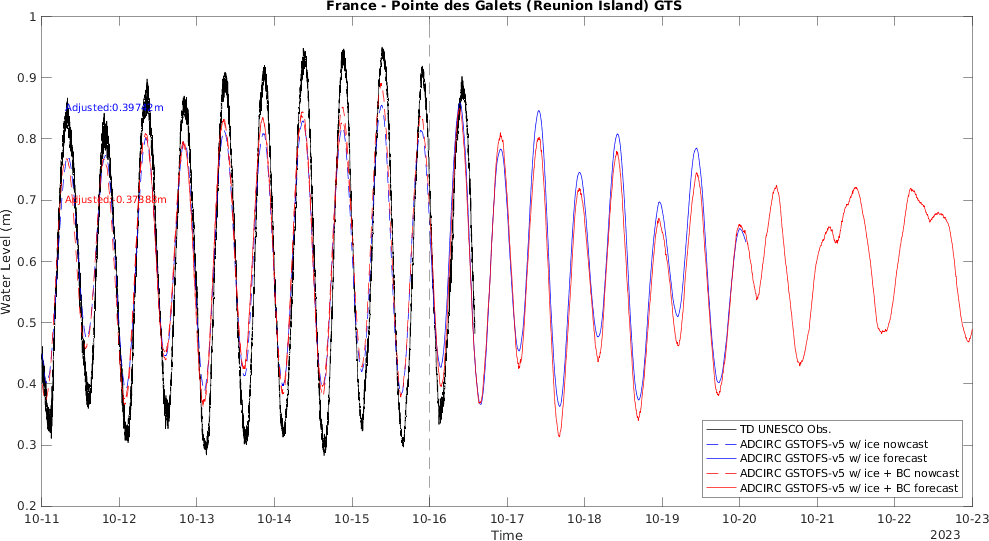 France - Pointe des Galets (Reunion Island) GTS
1
0.9
0.8
0.7
0.6
0.5
0.4
0.3
0.2
Water Level (m)
Adjusted:0.39742m
Adjusted:-0.37388m
TD UNESCO Obs.
ADCIRC GSTOFS-v5 w/ ice nowcast
ADCIRC GSTOFS-v5 w/ ice forecast
ADCIRC GSTOFS-v5 w/ ice + BC nowcast
ADCIRC GSTOFS-v5 w/ ice + BC forecast
10-11 10-12 10-13 10-14 10-15 10-16 10-17 10-18 10-19 10-20 10-21 10-22 10-23
Time
2023